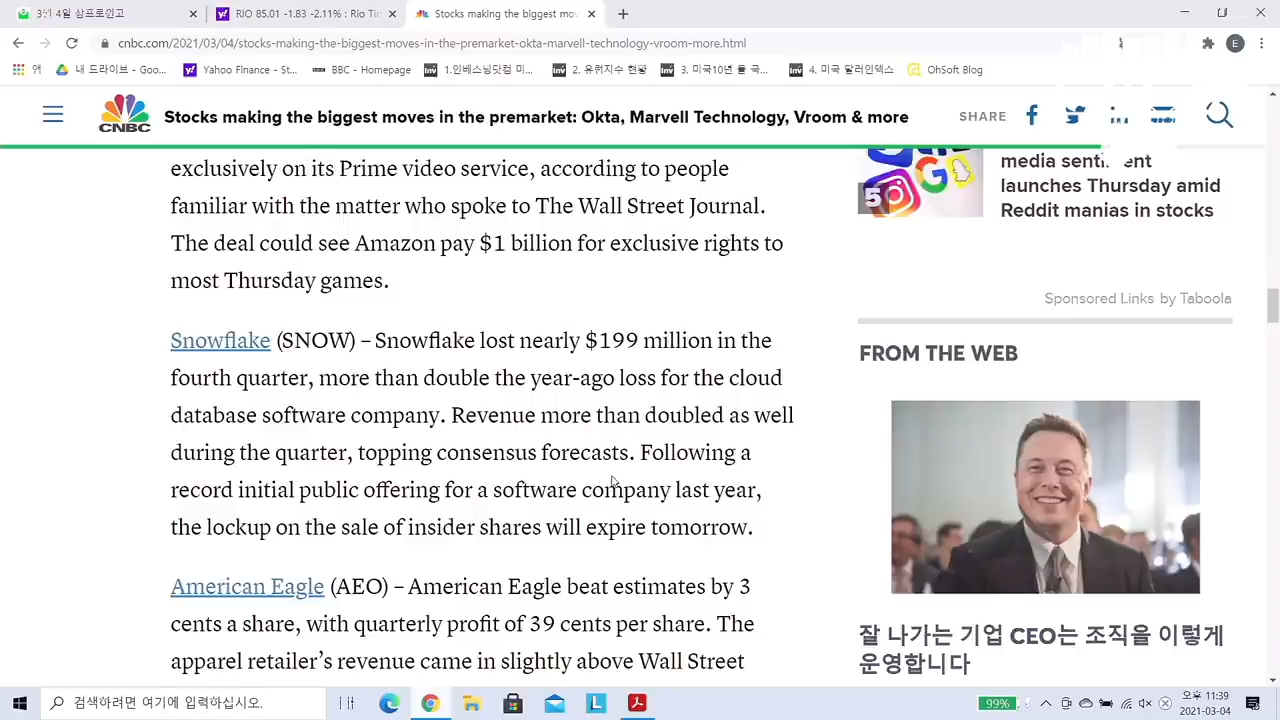 3월 4일 삼프로원고
RIO 85.01 -1.83 -2.11% : Rio Tin
Stocks making the biggest mov
cnbc.com/2021/03/04/stocks-making-the-biggest-moves-in-the-premarket-okta-marvell-technology-vroom-more.html
E
앱
내 드라이브 - Goo...
Yahoo Finance - St...
BBC - Homepage
1.인베스닝닷컴 미...
2. 유퀴지수 현황
3. 미국10년 물 국...
4. 미국 달러인덱스
OhSoft Blog
CNBC
Stocks making the biggest moves in the premarket: Okta, Marvell Technology, Vroom & more
SHARE
exclusively on its Prime video service, according to people
familiar with the matter who spoke to The Wall Street Journal.
The deal could see Amazon pay $1 billion for exclusive rights to
most Thursday games.
Snowflake (SNOW) – Snowflake lost nearly $199 million in the
fourth quarter, more than double the year-ago loss for the cloud
database software company. Revenue more than doubled as well
during the quarter, topping consensus forecasts. Following a
record initial public offering for a software company last year,
the lockup on the sale of insider shares will expire tomorrow.
American Eagle (AEO) – American Eagle beat estimates by 3
cents a share, with quarterly profit of 39 cents per share. The
apparel retailer's revenue came in slightly above Wall Street
5
media sentiment
launches Thursday amid
Reddit manias in stocks
Sponsored Links by Taboola
FROM THE WEB
잘 나가는 기업 CEO는 조직을 이렇게
운영합니다
검색하려면 여기에 입력하십시오.
99%
오후 11:39
2021-03-04